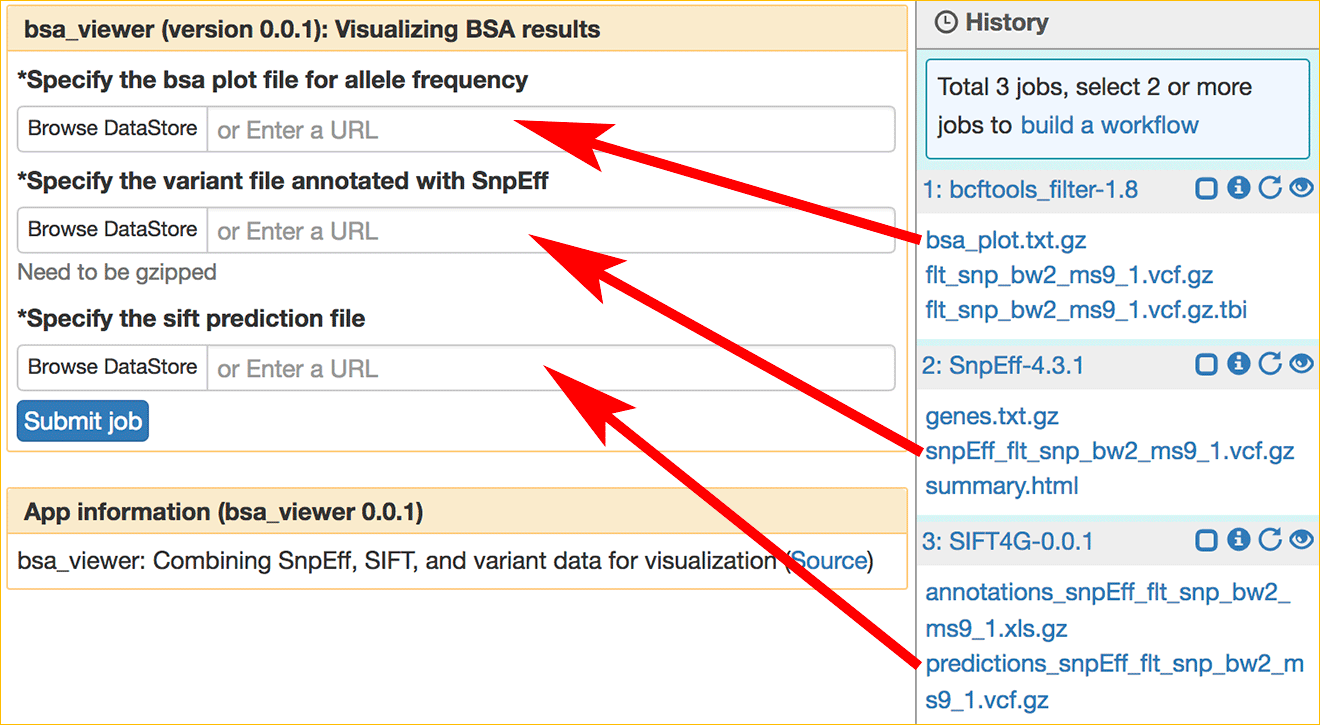 bsa_viewer (version 0.0.1): Visualizing BSA results
*Specify the bsa plot file for allele frequency
Browse DataStore or Enter a URL
*Specify the variant file annotated with SnpEff
Browse DataStore or Enter a URL
Need to be gzipped
*Specify the sift prediction file
Browse DataStore or Enter a URL
Submit job
App information (bsa_viewer 0.0.1)
bsa_viewer: Combining SnpEff, SIFT, and variant data for visualization (Source)
History
Total 3 jobs, select 2 or more
jobs to build a workflow
1: bcftools_filter-1.8
bsa_plot.txt.gz
flt_snp_bw2_ms9_1.vcf.gz
flt_snp_bw2_ms9_1.vcf.gz.tbi
2: SnpEff-4.3.1
genes.txt.gz
snpEff_flt_snp_bw2_ms9_1.vcf.gz
summary.html
3: SIFT4G-0.0.1
annotations_snpEff_flt_snp_bw2_
ms9_1.xls.gz
predictions_snpEff_flt_snp_bw2_m
s9_1.vcf.gz